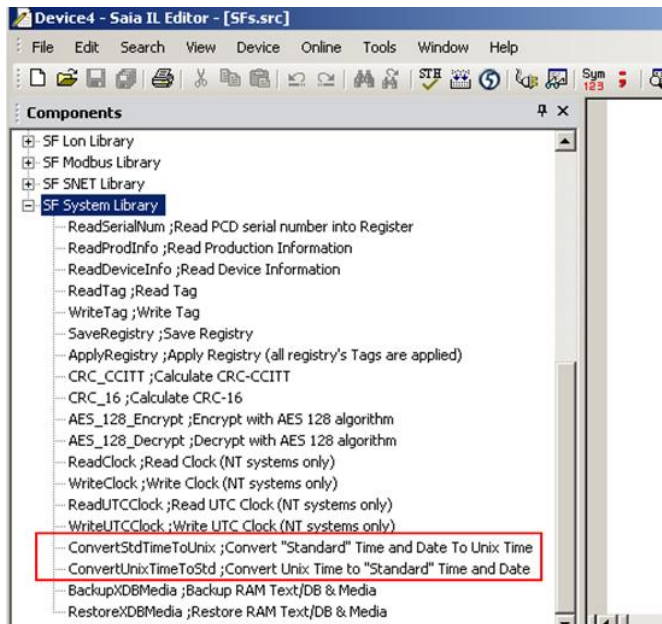 Device4 - Saia IL Editor - [SFs.src]
File Edit Search View Device Online Tools Window Help
STH
Sym
123
Components
SF Lon Library
SF Modbus Library
SF SNET Library
SF System Library
ReadSerialNum ;Read PCD serial number into Register
ReadProdInfo ;Read Production Information
ReadDeviceInfo ;Read Device Information
ReadTag ;Read Tag
WriteTag ;Write Tag
SaveRegistry ;Save Registry
ApplyRegistry ;Apply Registry (all registry's Tags are applied)
CRC_CCITT ;Calculate CRC-CCITT
CRC_16 ;Calculate CRC-16
AES_128_Encrypt ;Encrypt with AES 128 algorithm
AES_128_Decrypt ;Decrypt with AES 128 algorithm
ReadClock ;Read Clock (NT systems only)
WriteClock ;Write Clock (NT systems only)
ReadUTCClock ;Read UTC Clock (NT systems only)
WriteUTCClock ;Write UTC Clock (NT systems only)
ConvertStdTimeToUnix ;Convert "Standard" Time and Date To Unix Time
ConvertUnixTimeToStd ;Convert Unix Time to "Standard" Time and Date
BackupXDBMedia ;Backup RAM Text/DB & Media
RestoreXDBMedia ;Restore RAM Text/DB & Media